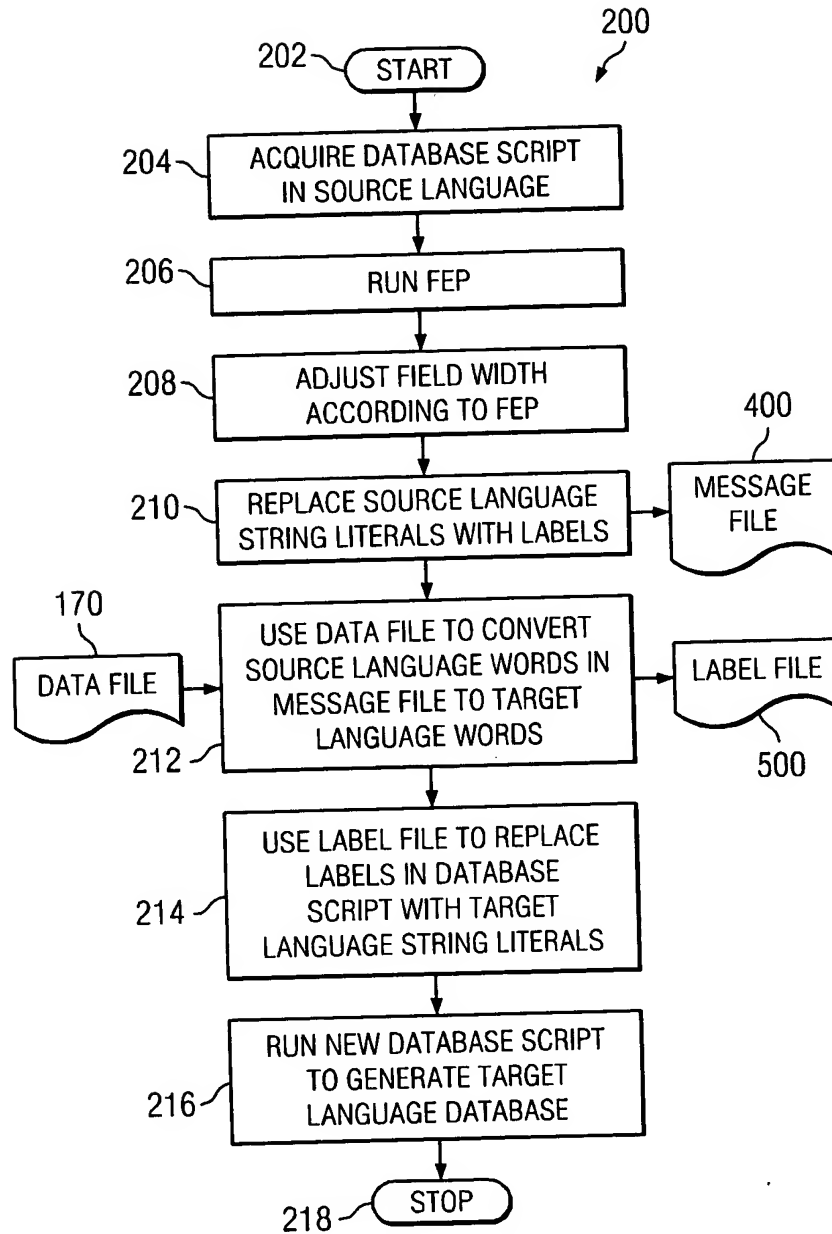 200
202
START
204
ACQUIRE DATABASE SCRIPT
IN SOURCE LANGUAGE
206
RUN FEP
208
ADJUST FIELD WIDTH
ACCORDING TO FEP
400
210
REPLACE SOURCE LANGUAGE
STRING LITERALS WITH LABELS
MESSAGE
FILE
170
DATA FILE
USE DATA FILE TO CONVERT
SOURCE LANGUAGE WORDS IN
MESSAGE FILE TO TARGET
LANGUAGE WORDS
LABEL FILE
212
500
214
USE LABEL FILE TO REPLACE
LABELS IN DATABASE
SCRIPT WITH TARGET
LANGUAGE STRING LITERALS
216
RUN NEW DATABASE SCRIPT
TO GENERATE TARGET
LANGUAGE DATABASE
218
STOP